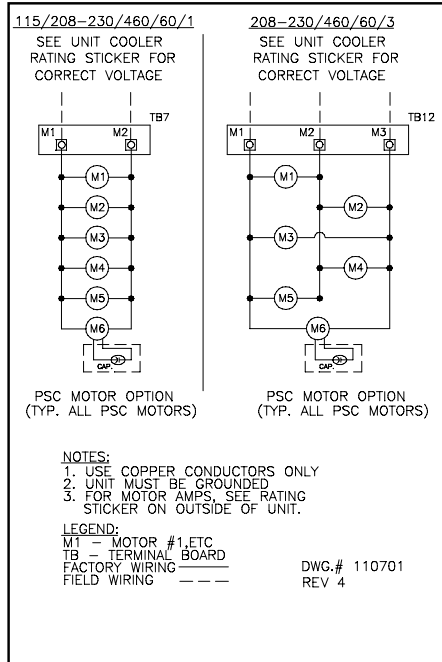 115/208-230/460/60/1
SEE UNIT COOLER
RATING STICKER FOR
CORRECT VOLTAGE
TB7
M1 M2
M1
M2
M3
M4
M5
M6
CAP.
PSC MOTOR OPTION
(TYP. ALL PSC MOTORS)
208-230/460/60/3
SEE UNIT COOLER
RATING STICKER FOR
CORRECT VOLTAGE
TB12
M1 M2 M3
M1
M2
M3
M4
M5
M6
CAP.
PSC MOTOR OPTION
(TYP. ALL PSC MOTORS)
NOTES:
1. USE COPPER CONDUCTORS ONLY
2. UNIT MUST BE GROUNDED
3. FOR MOTOR AMPS, SEE RATING
STICKER ON OUTSIDE OF UNIT.
LEGEND:
M1 - MOTOR #1,ETC
TB - TERMINAL BOARD
FACTORY WIRING
FIELD WIRING
DWG.# 110701
REV 4